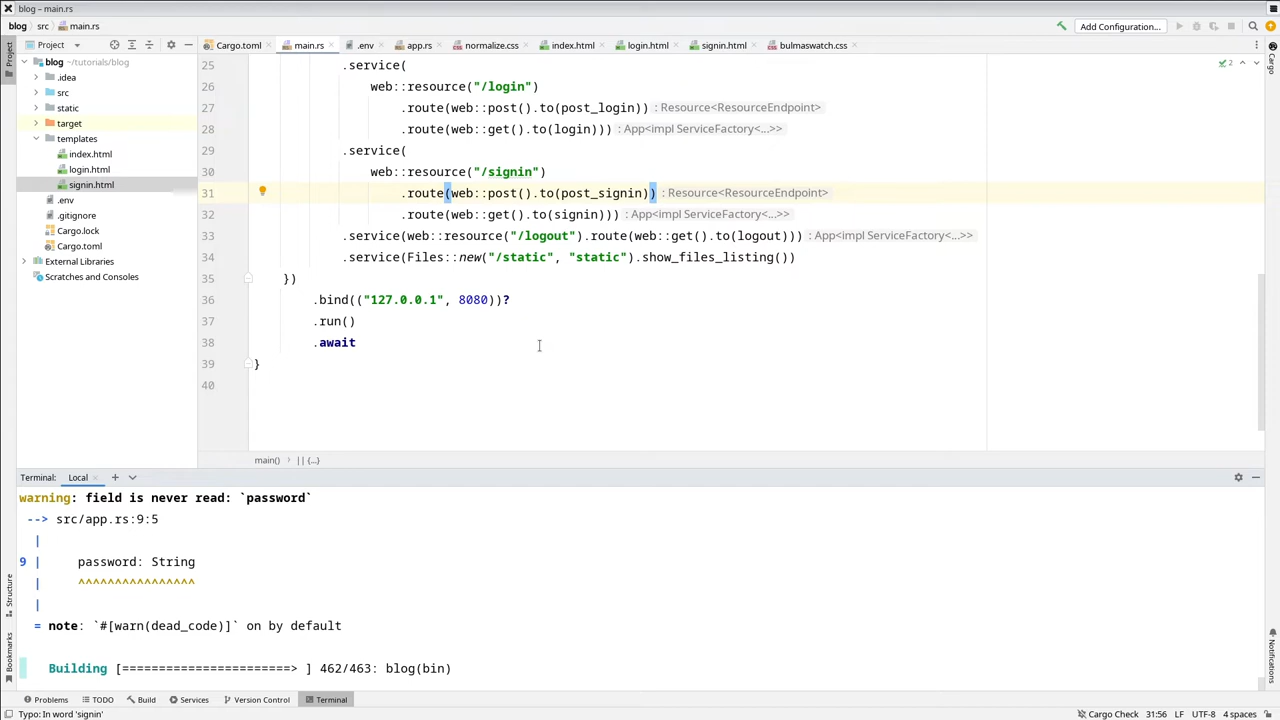 blog – main.rs
blog src main.rs Add Configuration...
Project Cargo.toml main.rs .env app.rs normalize.css index.html login.html signin.html bulmaswatch.css
blog ~/tutorials/blog
.idea
src
static
target
templates
index.html
login.html
signin.html
.env
.gitignore
Cargo.lock
Cargo.toml
External Libraries
Scratches and Consoles
Project
Structure
Bookmarks
Cargo
Notifications
2
25 .service(
26 web::resource("/login")
27 .route(web::post().to(post_login)) : Resource<ResourceEndpoint>
28 .route(web::get().to(login))) : App<impl ServiceFactory<...>>
29 .service(
30 web::resource("/signin")
31 .route(web::post().to(post_signin)) : Resource<ResourceEndpoint>
32 .route(web::get().to(signin))) : App<impl ServiceFactory<...>>
33 .service(web::resource("/logout").route(web::get().to(logout))) : App<impl ServiceFactory<...>>
34 .service(Files::new("/static", "static").show_files_listing())
35 })
36 .bind(("127.0.0.1", 8080))?
37 .run()
38 .await
39 }
40
main() › || {...}
Terminal: Local
warning: field is never read: `password`
--> src/app.rs:9:5
|
9 | password: String
| ^^^^^^^^^^^^^^^^
|
= note: `#[warn(dead_code)]` on by default
Building [=======================> ] 462/463: blog(bin)
Problems TODO Build Services Version Control Terminal
Typo: In word 'signin' Cargo Check 31:56 LF UTF-8 4 spaces